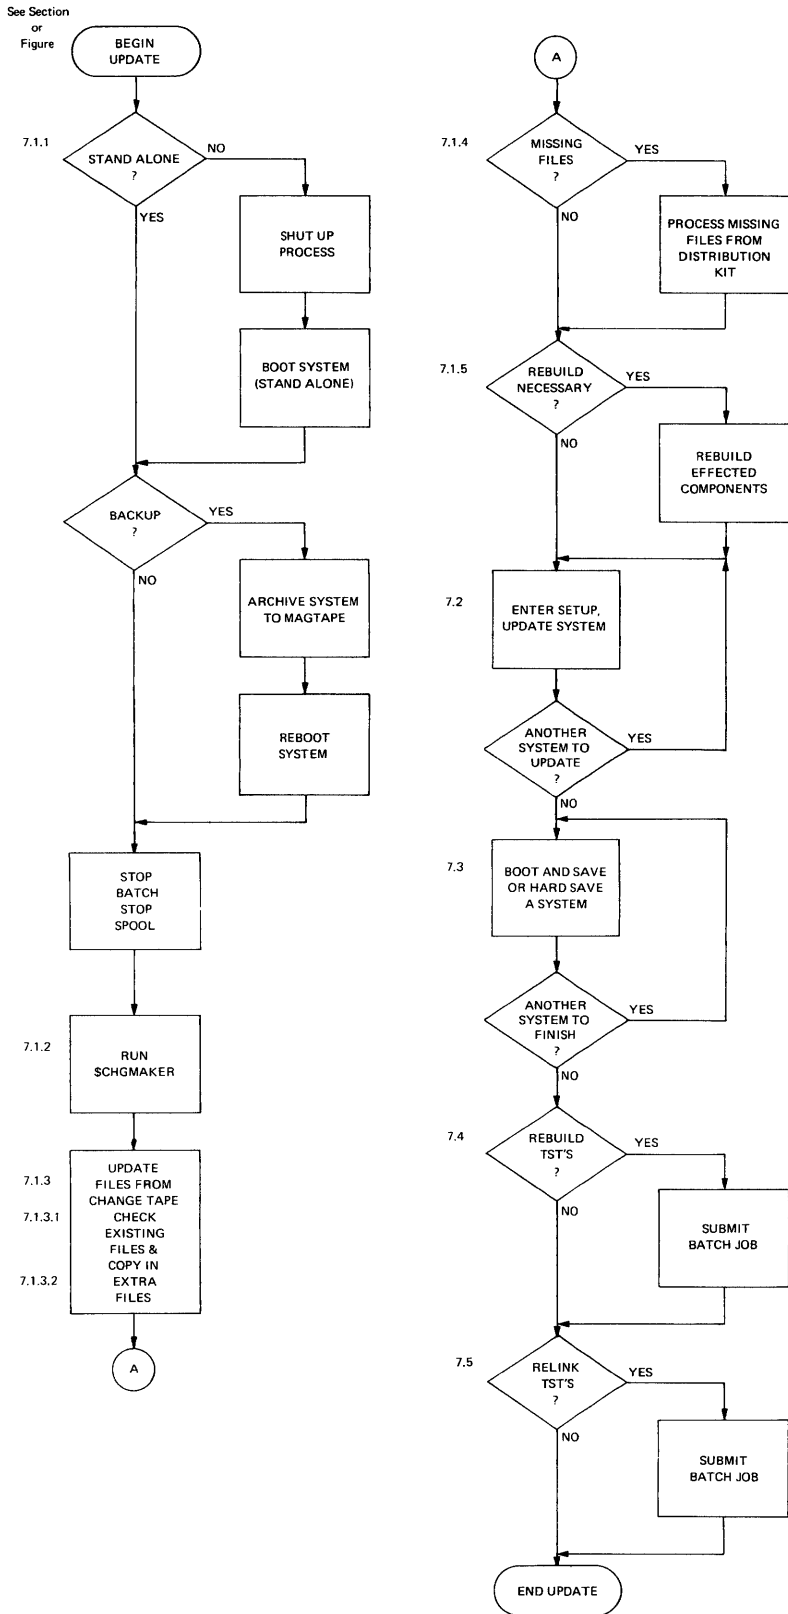 See Section
or
Figure
BEGIN
UPDATE
7.1.1
STAND ALONE
?
NO
YES
SHUT UP
PROCESS
BOOT SYSTEM
(STAND ALONE)
BACKUP
?
YES
NO
ARCHIVE SYSTEM
TO MAGTAPE
REBOOT
SYSTEM
STOP
BATCH
STOP
SPOOL
7.1.2
RUN
$CHGMAKER
7.1.3
7.1.3.1
7.1.3.2
UPDATE
FILES FROM
CHANGE TAPE
CHECK
EXISTING
FILES &
COPY IN
EXTRA
FILES
A
A
7.1.4
MISSING
FILES
?
YES
NO
PROCESS MISSING
FILES FROM
DISTRIBUTION
KIT
7.1.5
REBUILD
NECESSARY
?
YES
NO
REBUILD
EFFECTED
COMPONENTS
7.2
ENTER SETUP,
UPDATE SYSTEM
ANOTHER
SYSTEM TO
UPDATE
?
YES
NO
7.3
BOOT AND SAVE
OR HARD SAVE
A SYSTEM
ANOTHER
SYSTEM TO
FINISH
?
YES
NO
7.4
REBUILD
TST'S
?
YES
NO
SUBMIT
BATCH JOB
7.5
RELINK
TST'S
?
YES
NO
SUBMIT
BATCH JOB
END UPDATE